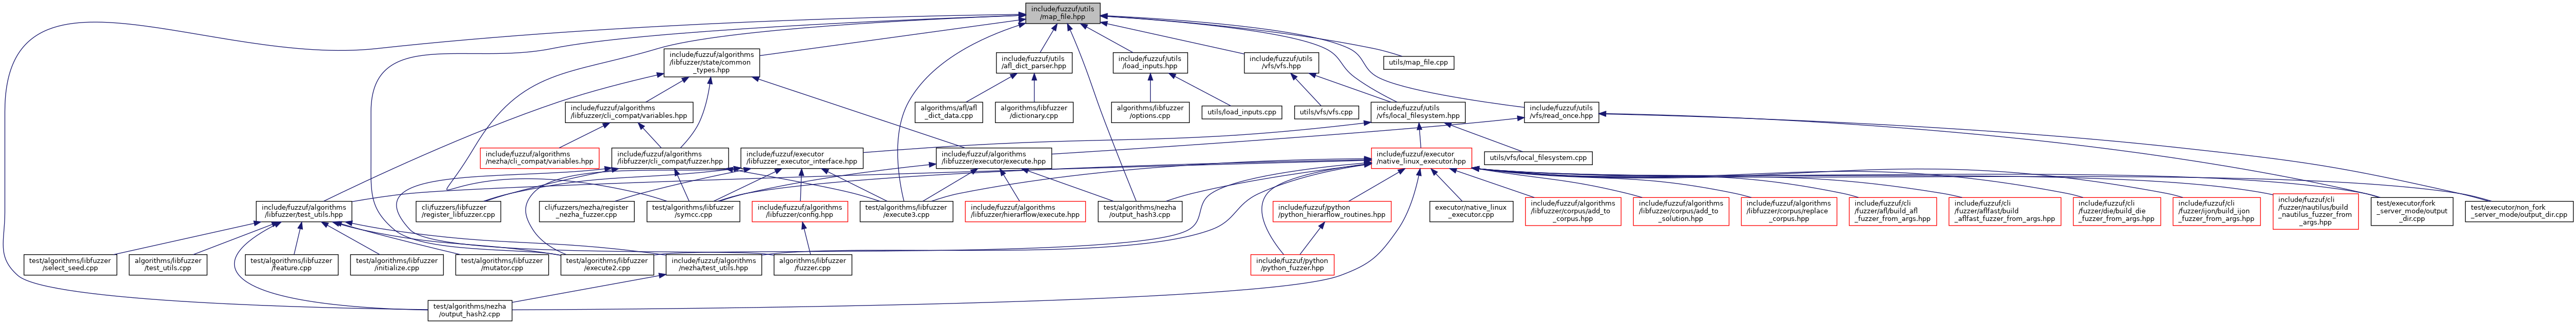 include/fuzzuf/utils
/map_file.hpp
include/fuzzuf/algorithms
/libfuzzer/state/common
_types.hpp
include/fuzzuf/utils
/afl_dict_parser.hpp
include/fuzzuf/utils
/load_inputs.hpp
include/fuzzuf/utils
/vfs/vfs.hpp
utils/map_file.cpp
include/fuzzuf/algorithms
/libfuzzer/cli_compat/variables.hpp
algorithms/afl/afl
_dict_data.cpp
algorithms/libfuzzer
/dictionary.cpp
algorithms/libfuzzer
/options.cpp
utils/load_inputs.cpp
utils/vfs/vfs.cpp
include/fuzzuf/utils
/vfs/local_filesystem.hpp
include/fuzzuf/utils
/vfs/read_once.hpp
include/fuzzuf/algorithms
/nezha/cli_compat/variables.hpp
include/fuzzuf/algorithms
/libfuzzer/cli_compat/fuzzer.hpp
include/fuzzuf/executor
/libfuzzer_executor_interface.hpp
include/fuzzuf/algorithms
/libfuzzer/executor/execute.hpp
include/fuzzuf/executor
/native_linux_executor.hpp
utils/vfs/local_filesystem.cpp
include/fuzzuf/algorithms
/libfuzzer/test_utils.hpp
cli/fuzzers/libfuzzer
/register_libfuzzer.cpp
cli/fuzzers/nezha/register
_nezha_fuzzer.cpp
test/algorithms/libfuzzer
/symcc.cpp
include/fuzzuf/algorithms
/libfuzzer/config.hpp
test/algorithms/libfuzzer
/execute3.cpp
include/fuzzuf/algorithms
/libfuzzer/hierarflow/execute.hpp
test/algorithms/nezha
/output_hash3.cpp
include/fuzzuf/python
/python_hierarflow_routines.hpp
executor/native_linux
_executor.cpp
include/fuzzuf/algorithms
/libfuzzer/corpus/add_to
_corpus.hpp
include/fuzzuf/algorithms
/libfuzzer/corpus/add_to
_solution.hpp
include/fuzzuf/algorithms
/libfuzzer/corpus/replace
_corpus.hpp
include/fuzzuf/cli
/fuzzer/afl/build_afl
_fuzzer_from_args.hpp
include/fuzzuf/cli
/fuzzer/aflfast/build
_aflfast_fuzzer_from_args.hpp
include/fuzzuf/cli
/fuzzer/die/build_die
_fuzzer_from_args.hpp
include/fuzzuf/cli
/fuzzer/ijon/build_ijon
_fuzzer_from_args.hpp
include/fuzzuf/cli
/fuzzer/nautilus/build
_nautilus_fuzzer_from
_args.hpp
test/executor/fork
_server_mode/output
_dir.cpp
test/executor/non_fork
_server_mode/output_dir.cpp
test/algorithms/libfuzzer
/select_seed.cpp
algorithms/libfuzzer
/test_utils.cpp
test/algorithms/libfuzzer
/feature.cpp
test/algorithms/libfuzzer
/initialize.cpp
test/algorithms/libfuzzer
/mutator.cpp
test/algorithms/libfuzzer
/execute2.cpp
include/fuzzuf/algorithms
/nezha/test_utils.hpp
algorithms/libfuzzer
/fuzzer.cpp
include/fuzzuf/python
/python_fuzzer.hpp
test/algorithms/nezha
/output_hash2.cpp